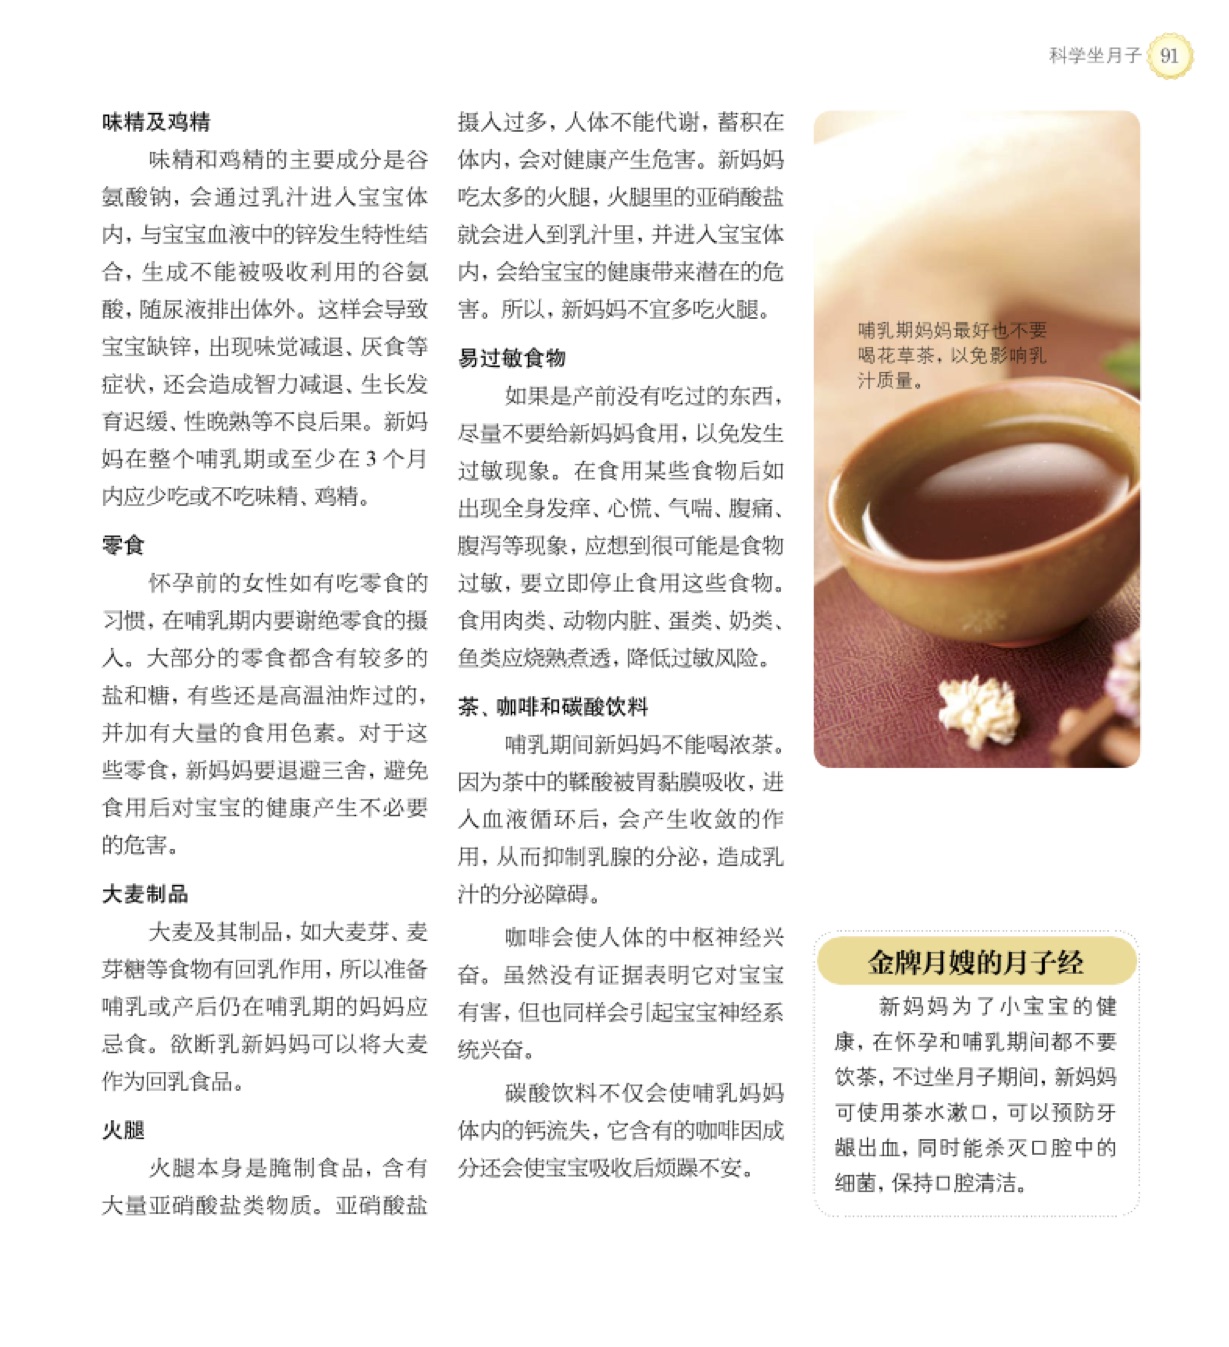 科学坐月子 91
味精及鸡精
味精和鸡精的主要成分是谷
氨酸钠，会通过乳汁进入宝宝体
内，与宝宝血液中的锌发生特性结
合，生成不能被吸收利用的谷氨
酸，随尿液排出体外。这样会导致
宝宝缺锌，出现味觉减退、厌食等
症状，还会造成智力减退、生长发
育迟缓、性晚熟等不良后果。新妈
妈在整个哺乳期或至少在 3 个月
内应少吃或不吃味精、鸡精。
零食
怀孕前的女性如有吃零食的
习惯，在哺乳期内要谢绝零食的摄
入。大部分的零食都含有较多的
盐和糖，有些还是高温油炸过的，
并加有大量的食用色素。对于这
些零食，新妈妈要退避三舍，避免
食用后对宝宝的健康产生不必要
的危害。
大麦制品
大麦及其制品，如大麦芽、麦
芽糖等食物有回乳作用，所以准备
哺乳或产后仍在哺乳期的妈妈应
忌食。欲断乳新妈妈可以将大麦
作为回乳食品。
火腿
火腿本身是腌制食品，含有
大量亚硝酸盐类物质。亚硝酸盐
摄入过多，人体不能代谢，蓄积在
体内，会对健康产生危害。新妈妈
吃太多的火腿，火腿里的亚硝酸盐
就会进入到乳汁里，并进入宝宝体
内，会给宝宝的健康带来潜在的危
害。所以，新妈妈不宜多吃火腿。
易过敏食物
如果是产前没有吃过的东西，
尽量不要给新妈妈食用，以免发生
过敏现象。在食用某些食物后如
出现全身发痒、心慌、气喘、腹痛、
腹泻等现象，应想到很可能是食物
过敏，要立即停止食用这些食物。
食用肉类、动物内脏、蛋类、奶类、
鱼类应烧熟煮透，降低过敏风险。
茶、咖啡和碳酸饮料
哺乳期间新妈妈不能喝浓茶。
因为茶中的鞣酸被胃黏膜吸收，进
入血液循环后，会产生收敛的作
用，从而抑制乳腺的分泌，造成乳
汁的分泌障碍。
咖啡会使人体的中枢神经兴
奋。虽然没有证据表明它对宝宝
有害，但也同样会引起宝宝神经系
统兴奋。
碳酸饮料不仅会使哺乳妈妈
体内的钙流失，它含有的咖啡因成
分还会使宝宝吸收后烦躁不安。
哺乳期妈妈最好也不要
喝花草茶，以免影响乳
汁质量。
金牌月嫂的月子经
新妈妈为了小宝宝的健
康，在怀孕和哺乳期间都不要
饮茶，不过坐月子期间，新妈妈
可使用茶水漱口，可以预防牙
龈出血，同时能杀灭口腔中的
细菌，保持口腔清洁。